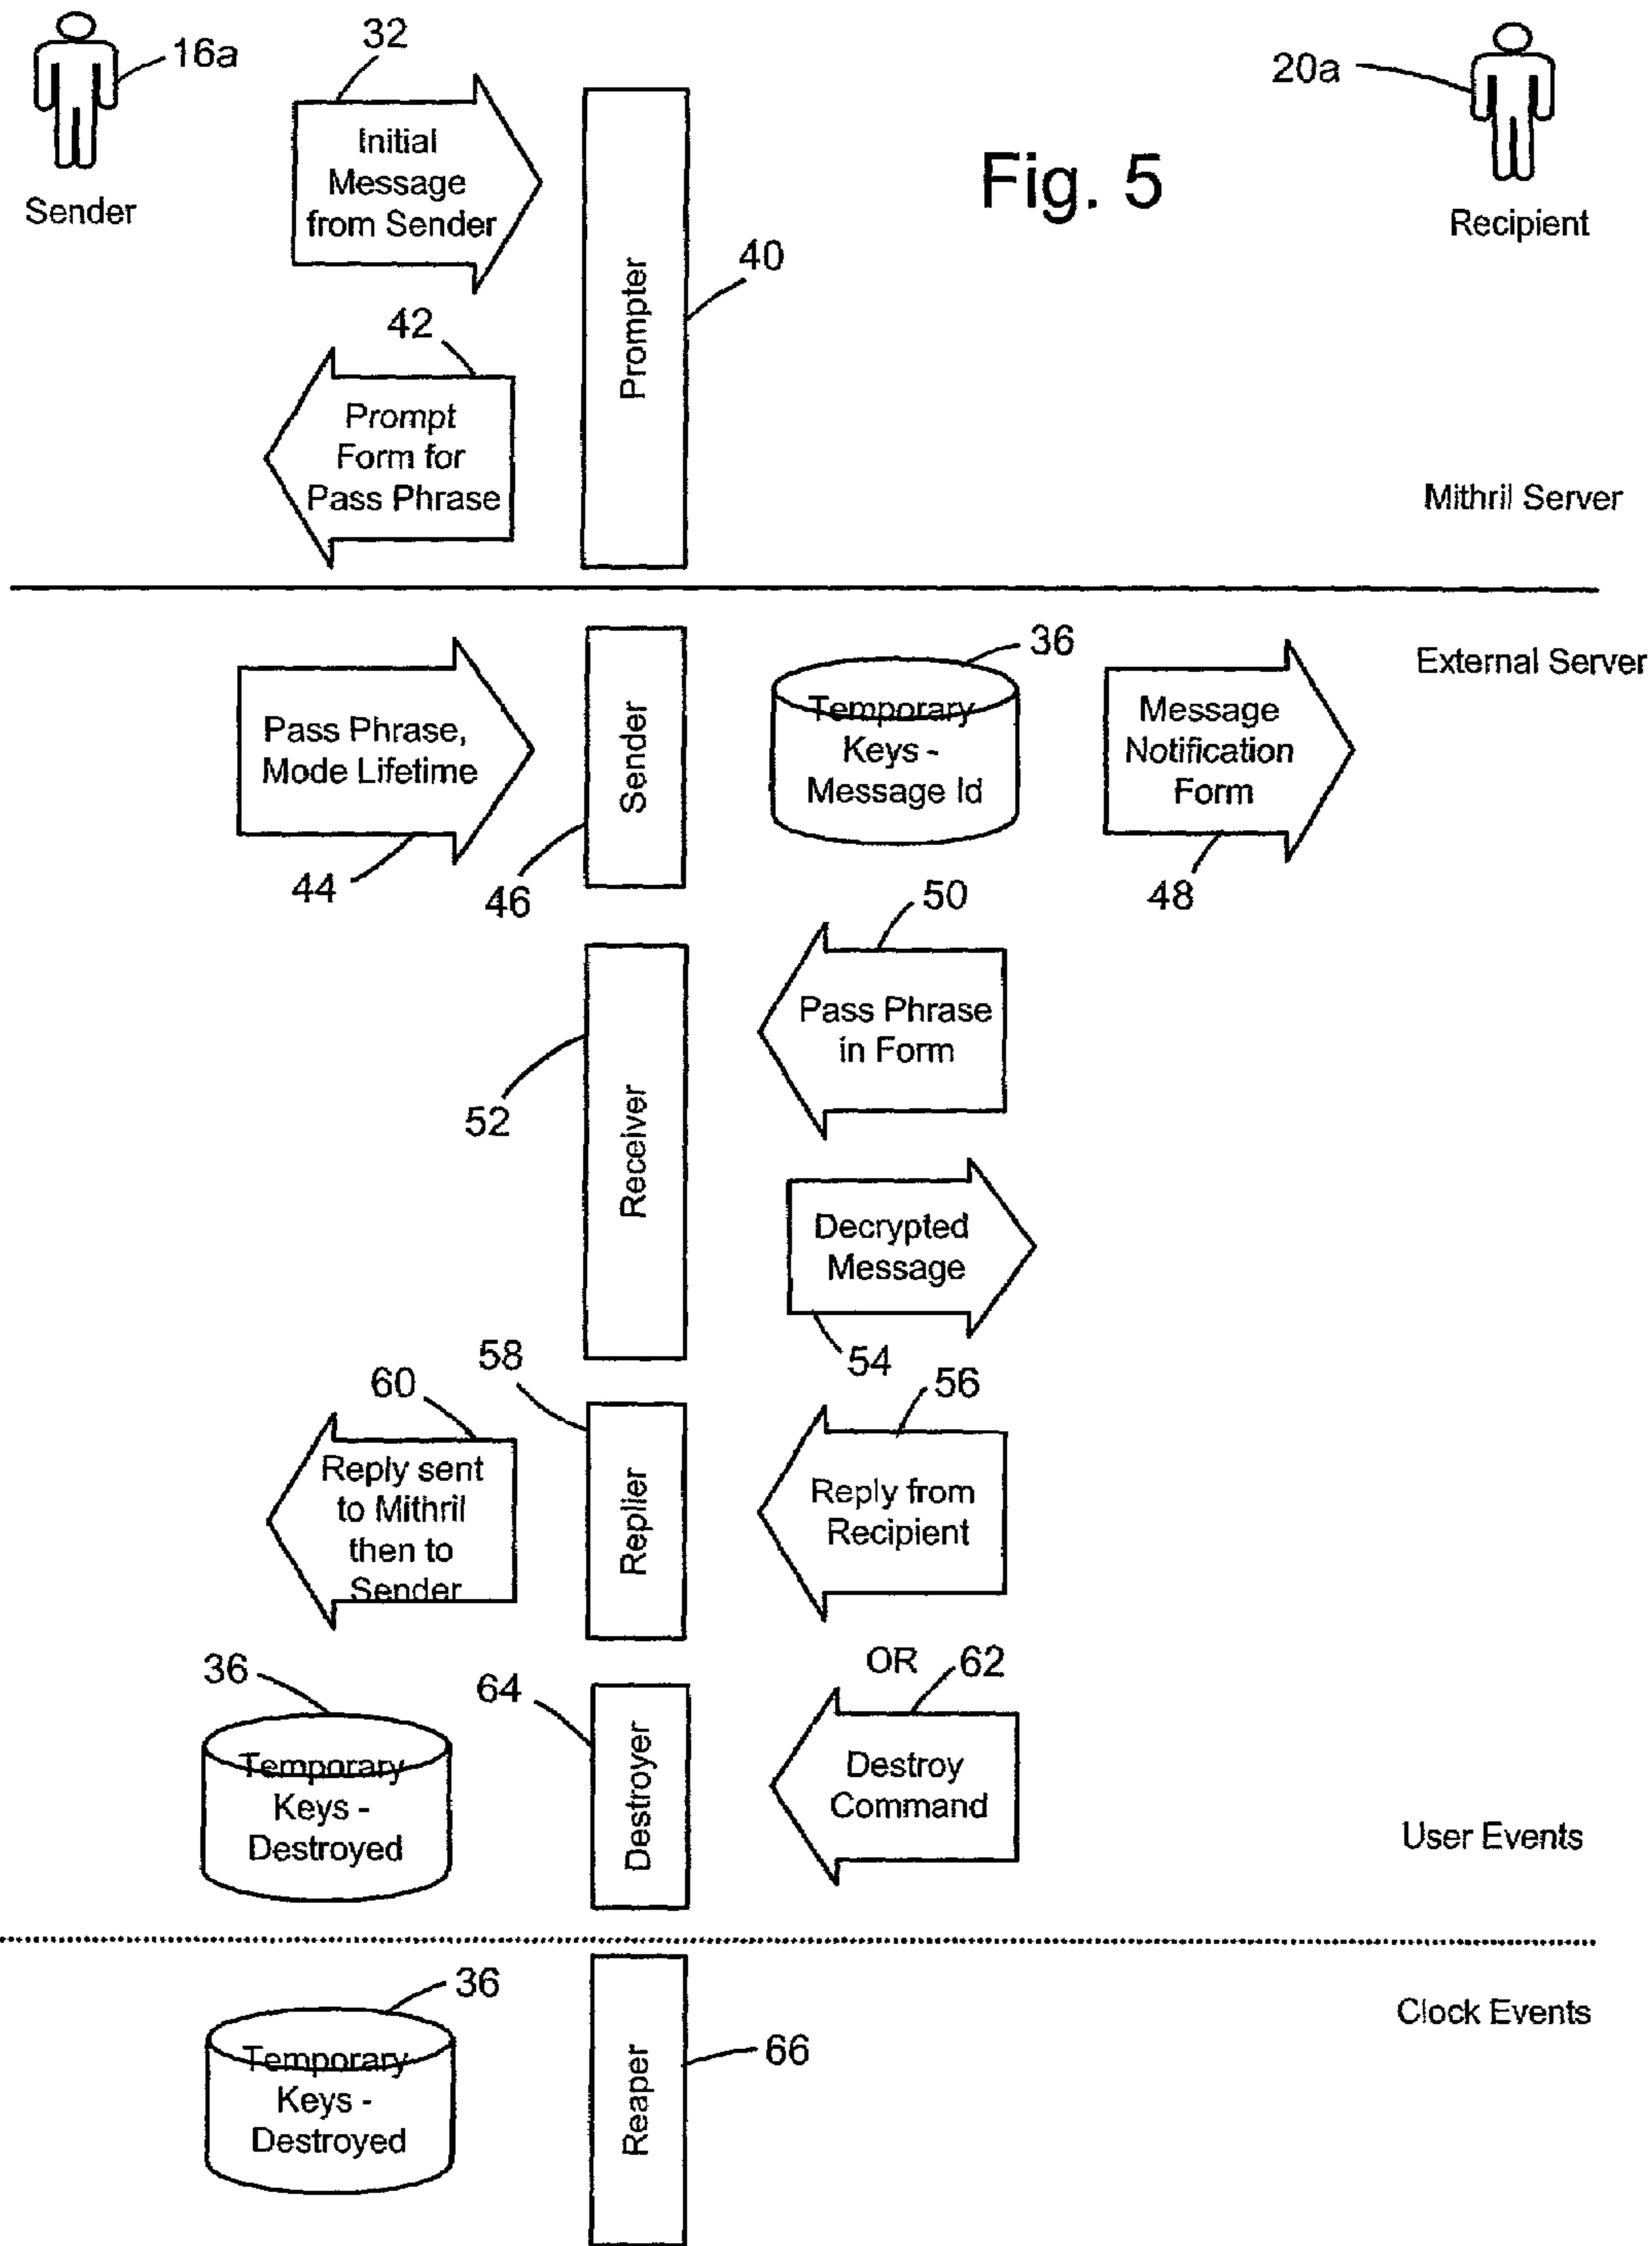 16a
32
20a
Sender
Initial
Message
from Sender
Fig. 5
Recipient
40
Prompter
42
Prompt
Form for
Pass Phrase
Mithril Server
External Server
36
Pass Phrase,
Mode Lifetime
Sender
Temporary
Keys -
Message Id
Message
Notification
Form
44
46
48
50
Pass Phrase
in Form
52
Receiver
Decrypted
Message
54
58
60
56
Reply sent
to Mithril
then to
Sender
Replier
Reply from
Recipient
OR
62
36
64
Temporary
Keys -
Destroyed
Destroyer
Destroy
Command
User Events
36
Clock Events
Temporary
Keys -
Destroyed
Reaper
66